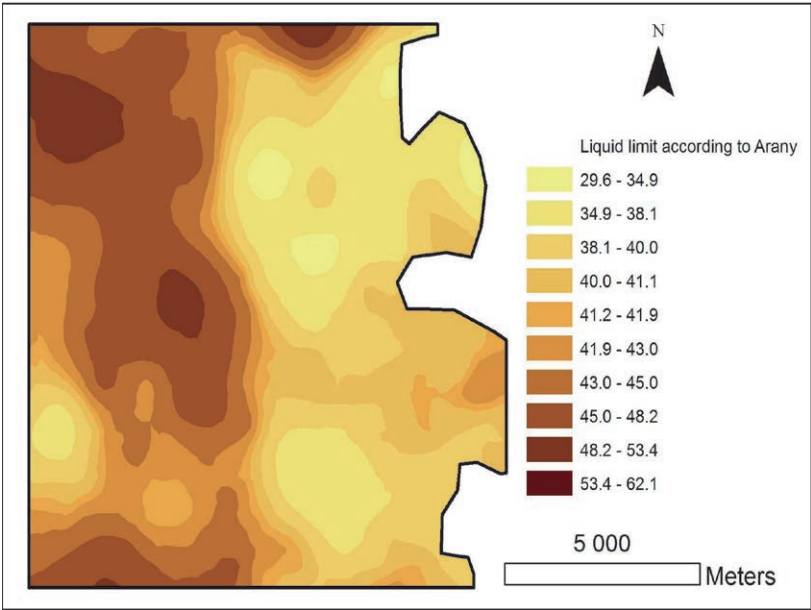 N
Liquid limit according to Arany
29.6 - 34.9
34.9 - 38.1
38.1 - 40.0
40.0 - 41.1
41.2 - 41.9
41.9 - 43.0
43.0 - 45.0
45.0 - 48.2
48.2 - 53.4
53.4 - 62.1
5 000
Meters